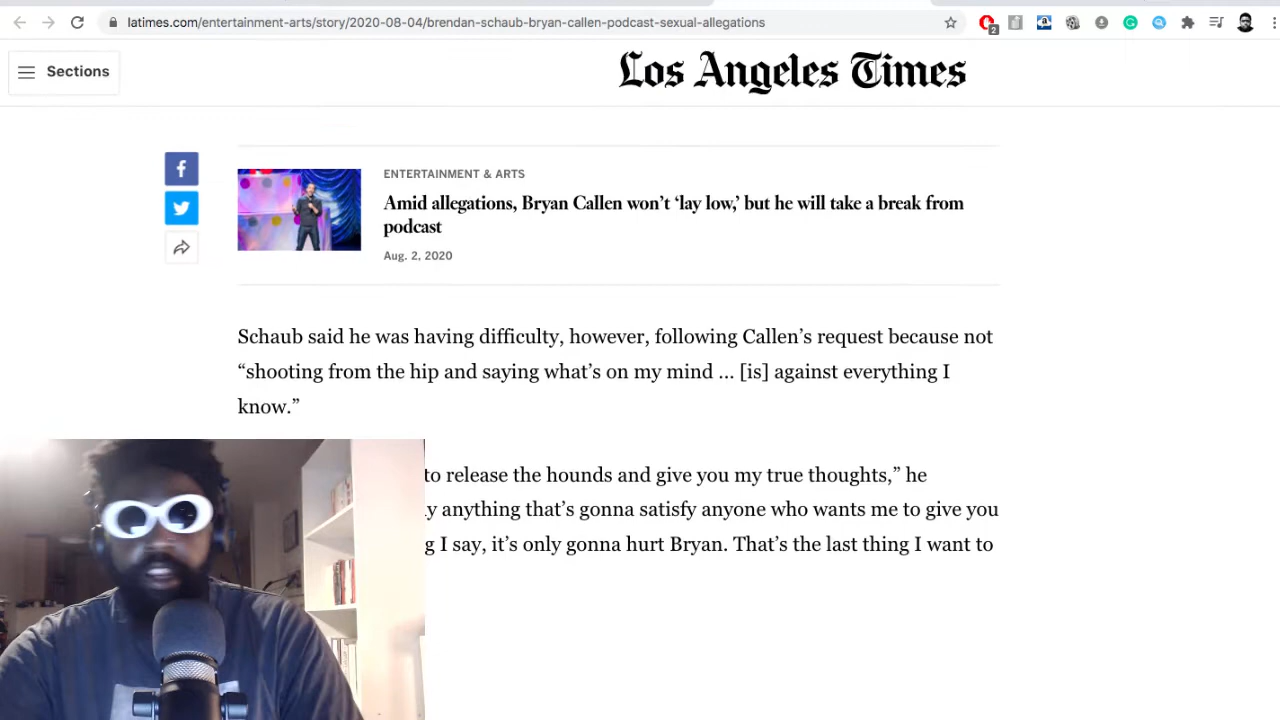 latimes.com/entertainment-arts/story/2020-08-04/brendan-schaub-bryan-callen-podcast-sexual-allegations
2
Sections
Los Angeles Times
ENTERTAINMENT & ARTS
Amid allegations, Bryan Callen won’t ‘lay low,’ but he will take a break from
podcast
Aug. 2, 2020
Schaub said he was having difficulty, however, following Callen’s request because not
“shooting from the hip and saying what’s on my mind ... [is] against everything I
know.”
to release the hounds and give you my true thoughts,” he
anything that’s gonna satisfy anyone who wants me to give you
I say, it’s only gonna hurt Bryan. That’s the last thing I want to